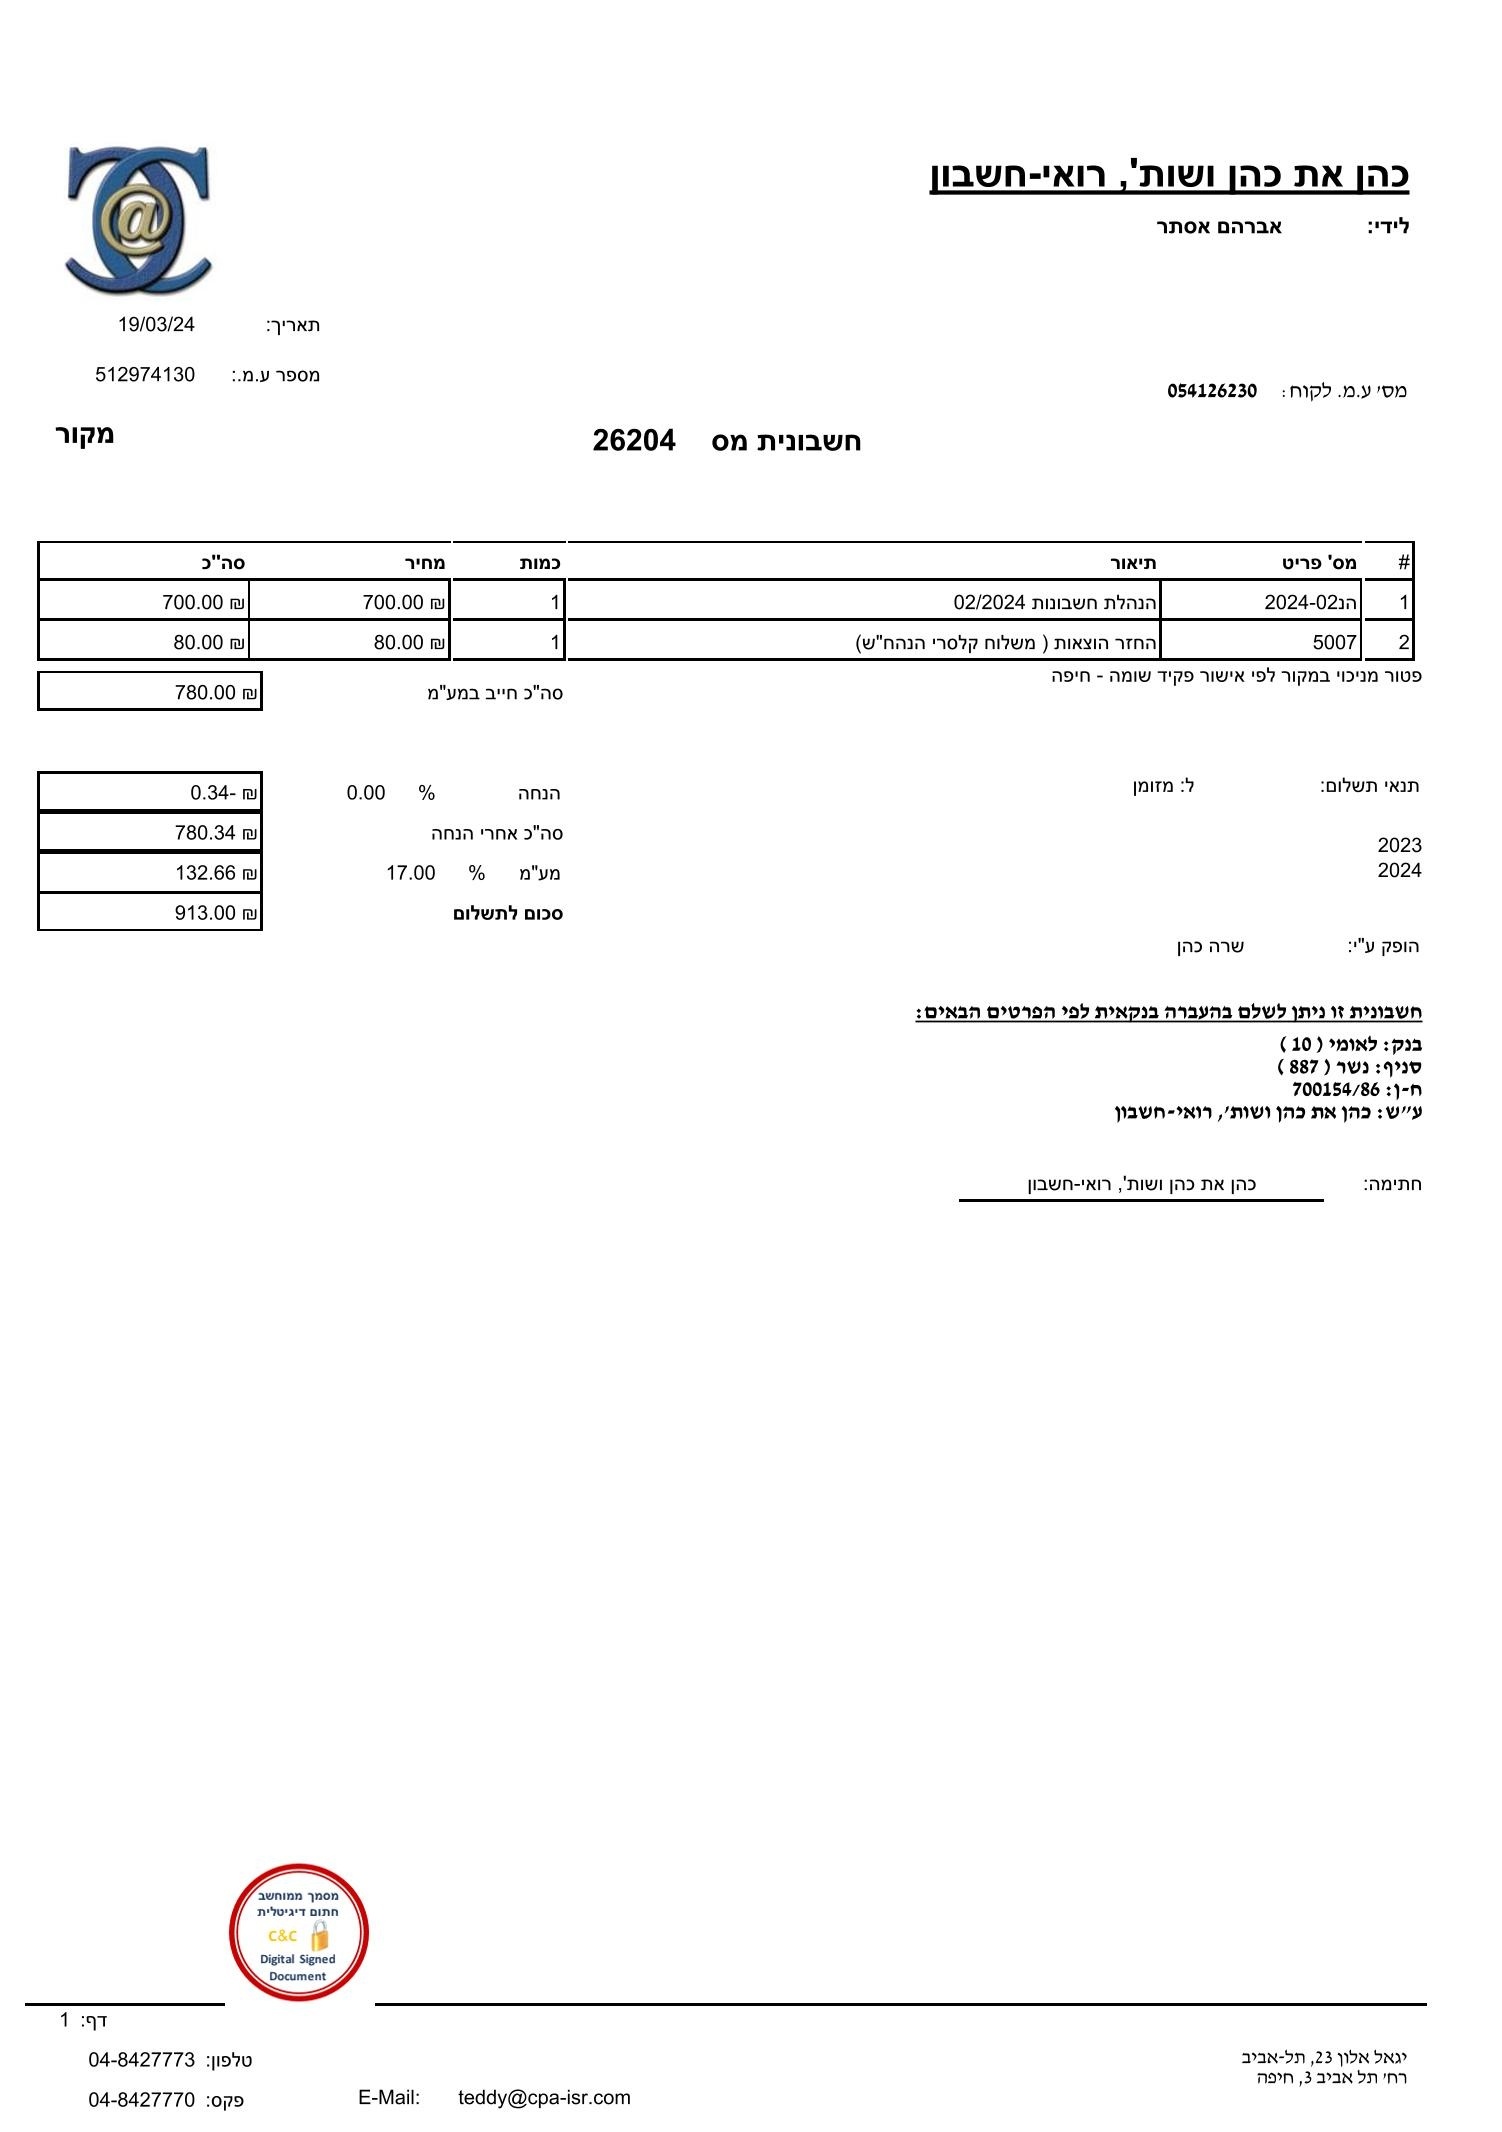 כהן את כהן ושות', רואי-חשבון
לידי: אברהם אסתר
תאריך: 19/03/24
מספר ע.מ.: 512974130
מס' ע.מ. לקוח: 054126230
חשבונית מס 26204
מקור
# מס' פריט תיאור כמות מחיר סה"כ
1 הנ2024-02 הנהלת חשבונות 02/2024 1 ₪ 700.00 ₪ 700.00
2 5007 החזר הוצאות ( משלוח קלסרי הנהח"ש) 1 ₪ 80.00 ₪ 80.00
פטור מניכוי במקור לפי אישור פקיד שומה - חיפה
סה"כ חייב במע"מ ₪ 780.00
תנאי תשלום: ל: מזומן
הנחה % 0.00 ₪ -0.34
סה"כ אחרי הנחה ₪ 780.34
2023
2024
מע"מ % 17.00 ₪ 132.66
סכום לתשלום ₪ 913.00
הופק ע"י: שרה כהן
חשבונית זו ניתן לשלם בהעברה בנקאית לפי הפרטים הבאים:
בנק: לאומי ( 10 )
סניף: נשר ( 887 )
ח-ן: 700154/86
ע"ש: כהן את כהן ושות', רואי-חשבון
חתימה: כהן את כהן ושות', רואי-חשבון
מסמך ממוחשב
חתום דיגיטלית
C&C
Digital Signed
Document
דף: 1
יגאל אלון 23, תל-אביב
רח' תל אביב 3, חיפה
טלפון: 04-8427773
פקס: 04-8427770
E-Mail: teddy@cpa-isr.com